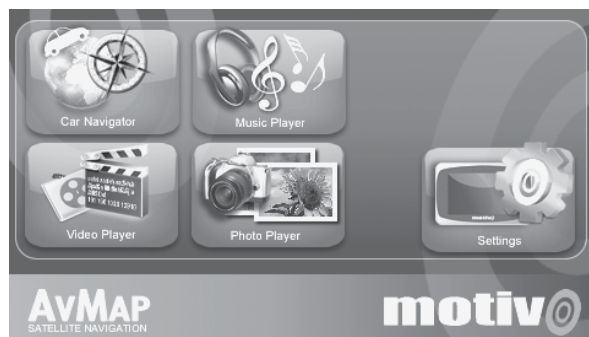 Car Navigator
Music Player
Video Player
Photo Player
Settings
AvMap
SATELLITE NAVIGATION
motivo